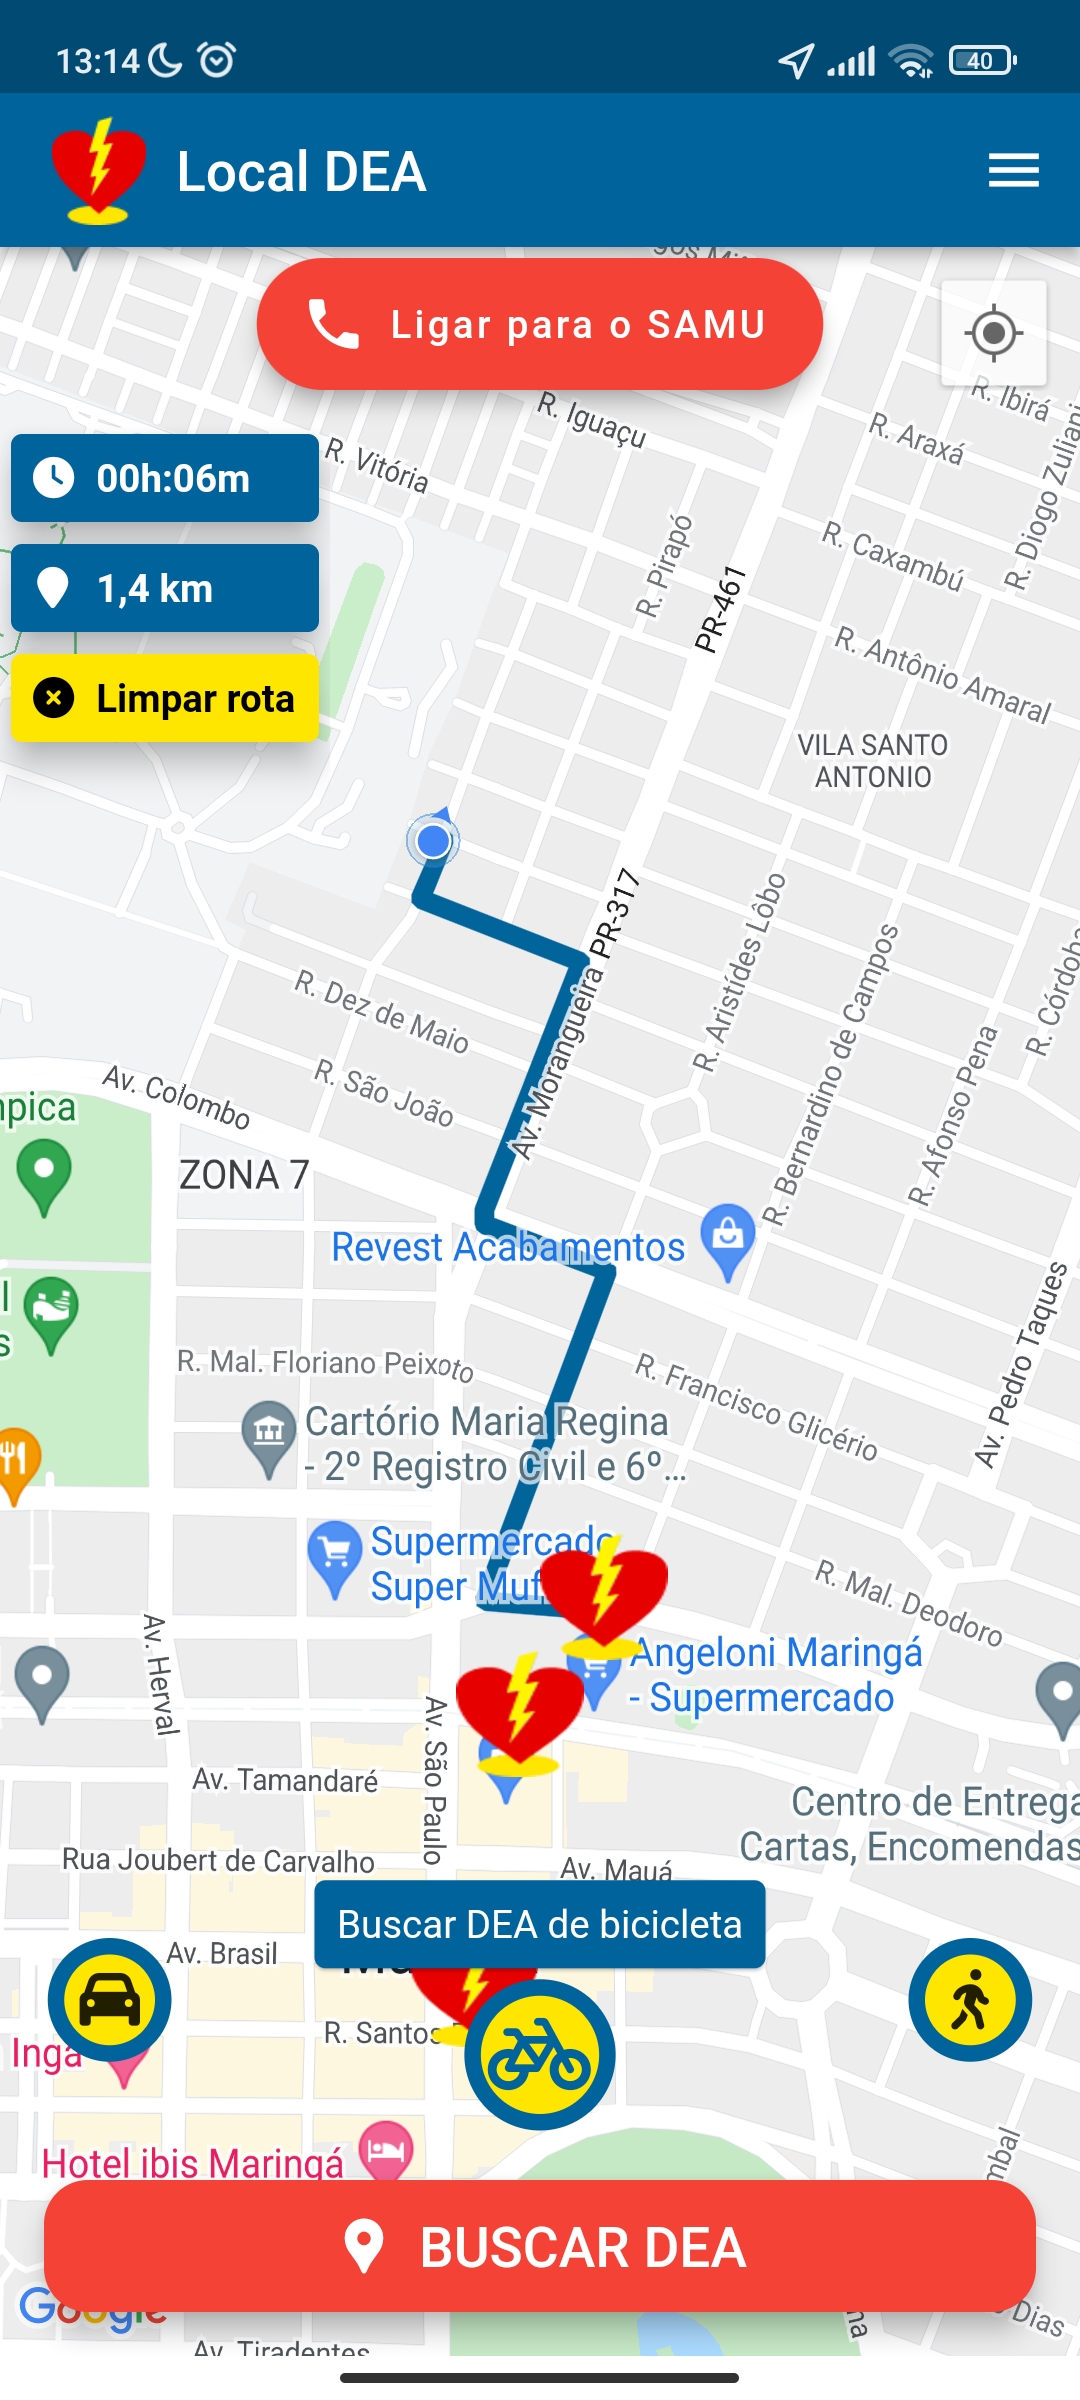 13:14
40
Local DEA
Ligar para o SAMU
R. Ibirá
R. Iguaçu
R. Araxá
R. Vitória
00h:06m
R. Diogo Zuliani
R. Caxambú
R. Pirapó
PR-461
1,4 km
R. Antônio Amaral
Limpar rota
VILA SANTO
ANTONIO
PR-317
R. Aristídes Lôbo
R. Bernardino de Campos
R. Dez de Maio
Av. Morangueira
R. Córdoba
R. São João
R. Afonso Pena
Av. Colombo
mpica
ZONA 7
Revest Acabamentos
Av. Pedro Taques
R. Mal. Floriano Peixoto
R. Francisco Glicério
Cartório Maria Regina
- 2º Registro Civil e 6º...
Supermercado
Super Muf
R. Mal. Deodoro
Av. Herval
Angeloni Maringá
- Supermercado
Av. São Paulo
Av. Tamandaré
Centro de Entrega
Cartas, Encomendas
Rua Joubert de Carvalho
Av. Mauá
Buscar DEA de bicicleta
Av. Brasil
R. Santos
Ingá
Hotel ibis Maringá
mbal
BUSCAR DEA
Google
Dias
na
Av. Tiradentes